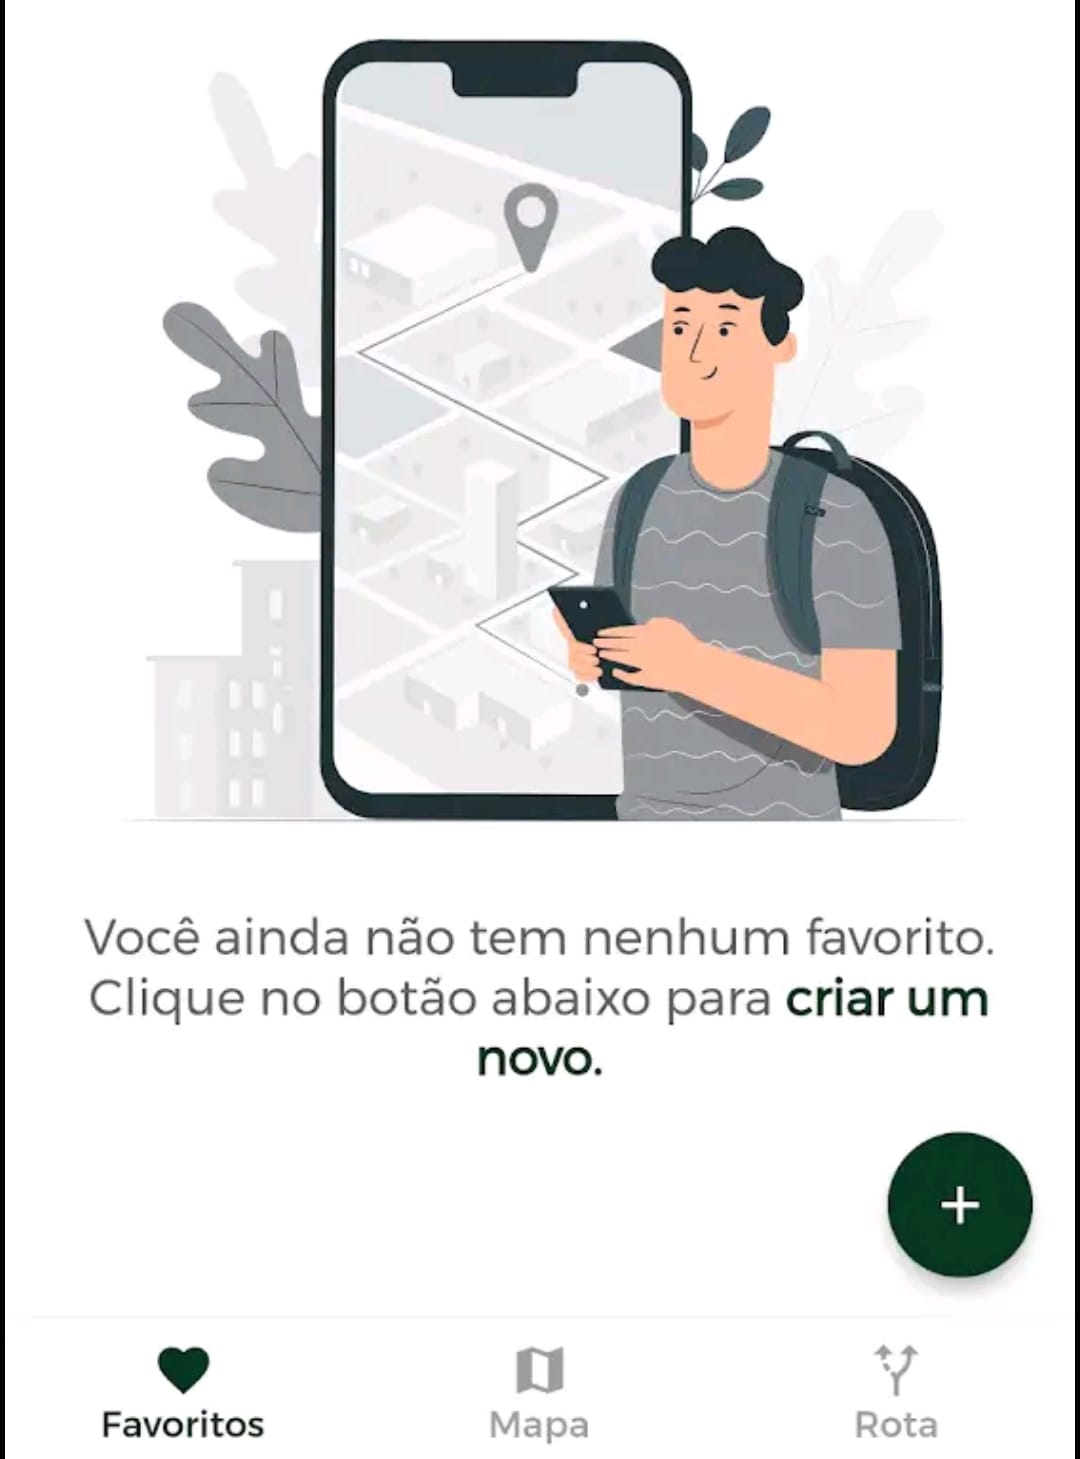 Você ainda não tem nenhum favorito.
Clique no botão abaixo para criar um
novo.
Favoritos
Mapa
Rota